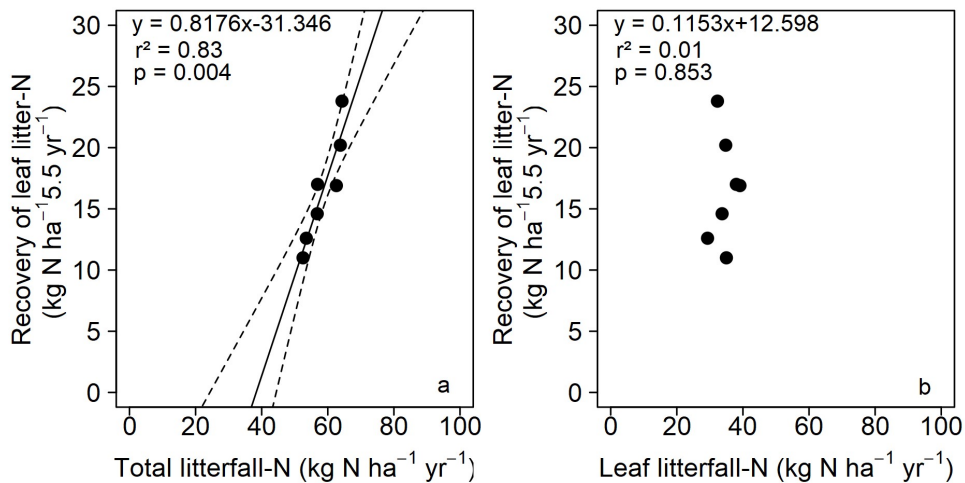 y = 0.8176x-31.346
r² = 0.83
p = 0.004
30
25
20
15
10
5
0
Recovery of leaf litter-N
(kg N ha⁻¹5.5 yr⁻¹)
a
0 20 40 60 80 100
Total litterfall-N (kg N ha⁻¹ yr⁻¹)
y = 0.1153x+12.598
r² = 0.01
p = 0.853
30
25
20
15
10
5
0
Recovery of leaf litter-N
(kg N ha⁻¹5.5 yr⁻¹)
b
0 20 40 60 80 100
Leaf litterfall-N (kg N ha⁻¹ yr⁻¹)